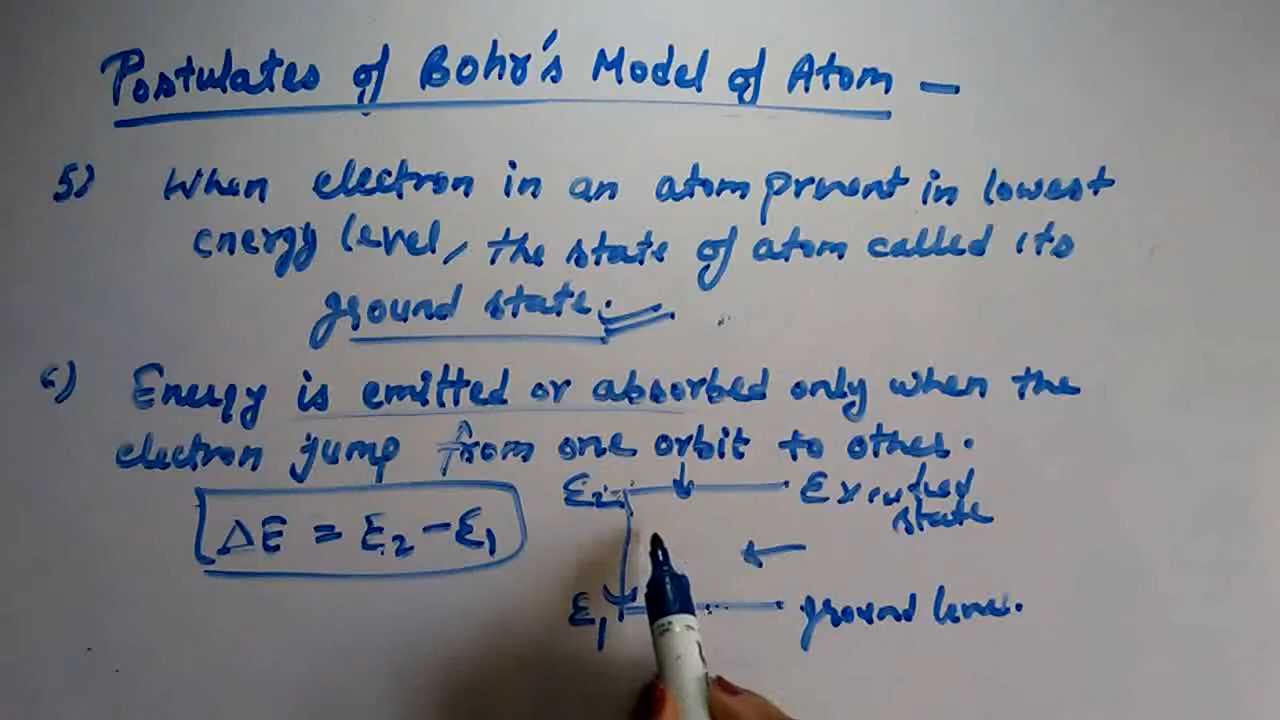 Postulates of Bohr's Model of Atom –
5) When electron in an atom present in lowest
energy level, the state of atom called its
ground state.
6) Energy is emitted or absorbed only when the
electron jump from one orbit to other.
E2 Excited
state
ΔE = E2 - E1
E1 ground level.